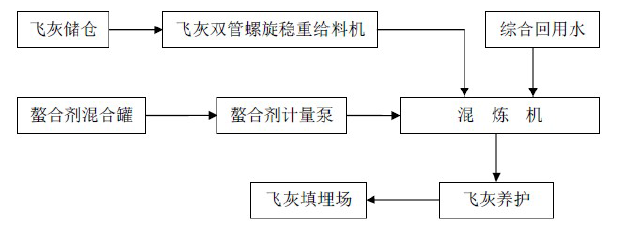 飞灰储仓
飞灰双管螺旋稳重给料机
综合回用水
螯合剂混合罐
螯合剂计量泵
混 炼 机
飞灰填埋场
飞灰养护